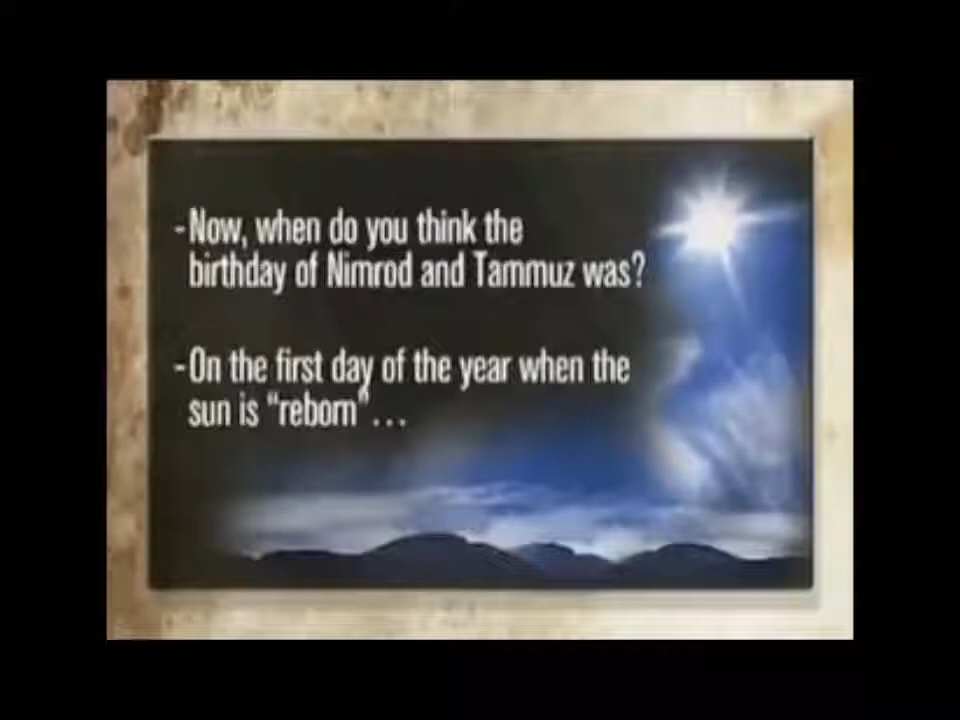 -Now, when do you think the
birthday of Nimrod and Tammuz was?
-On the first day of the year when the
sun is "reborn"...